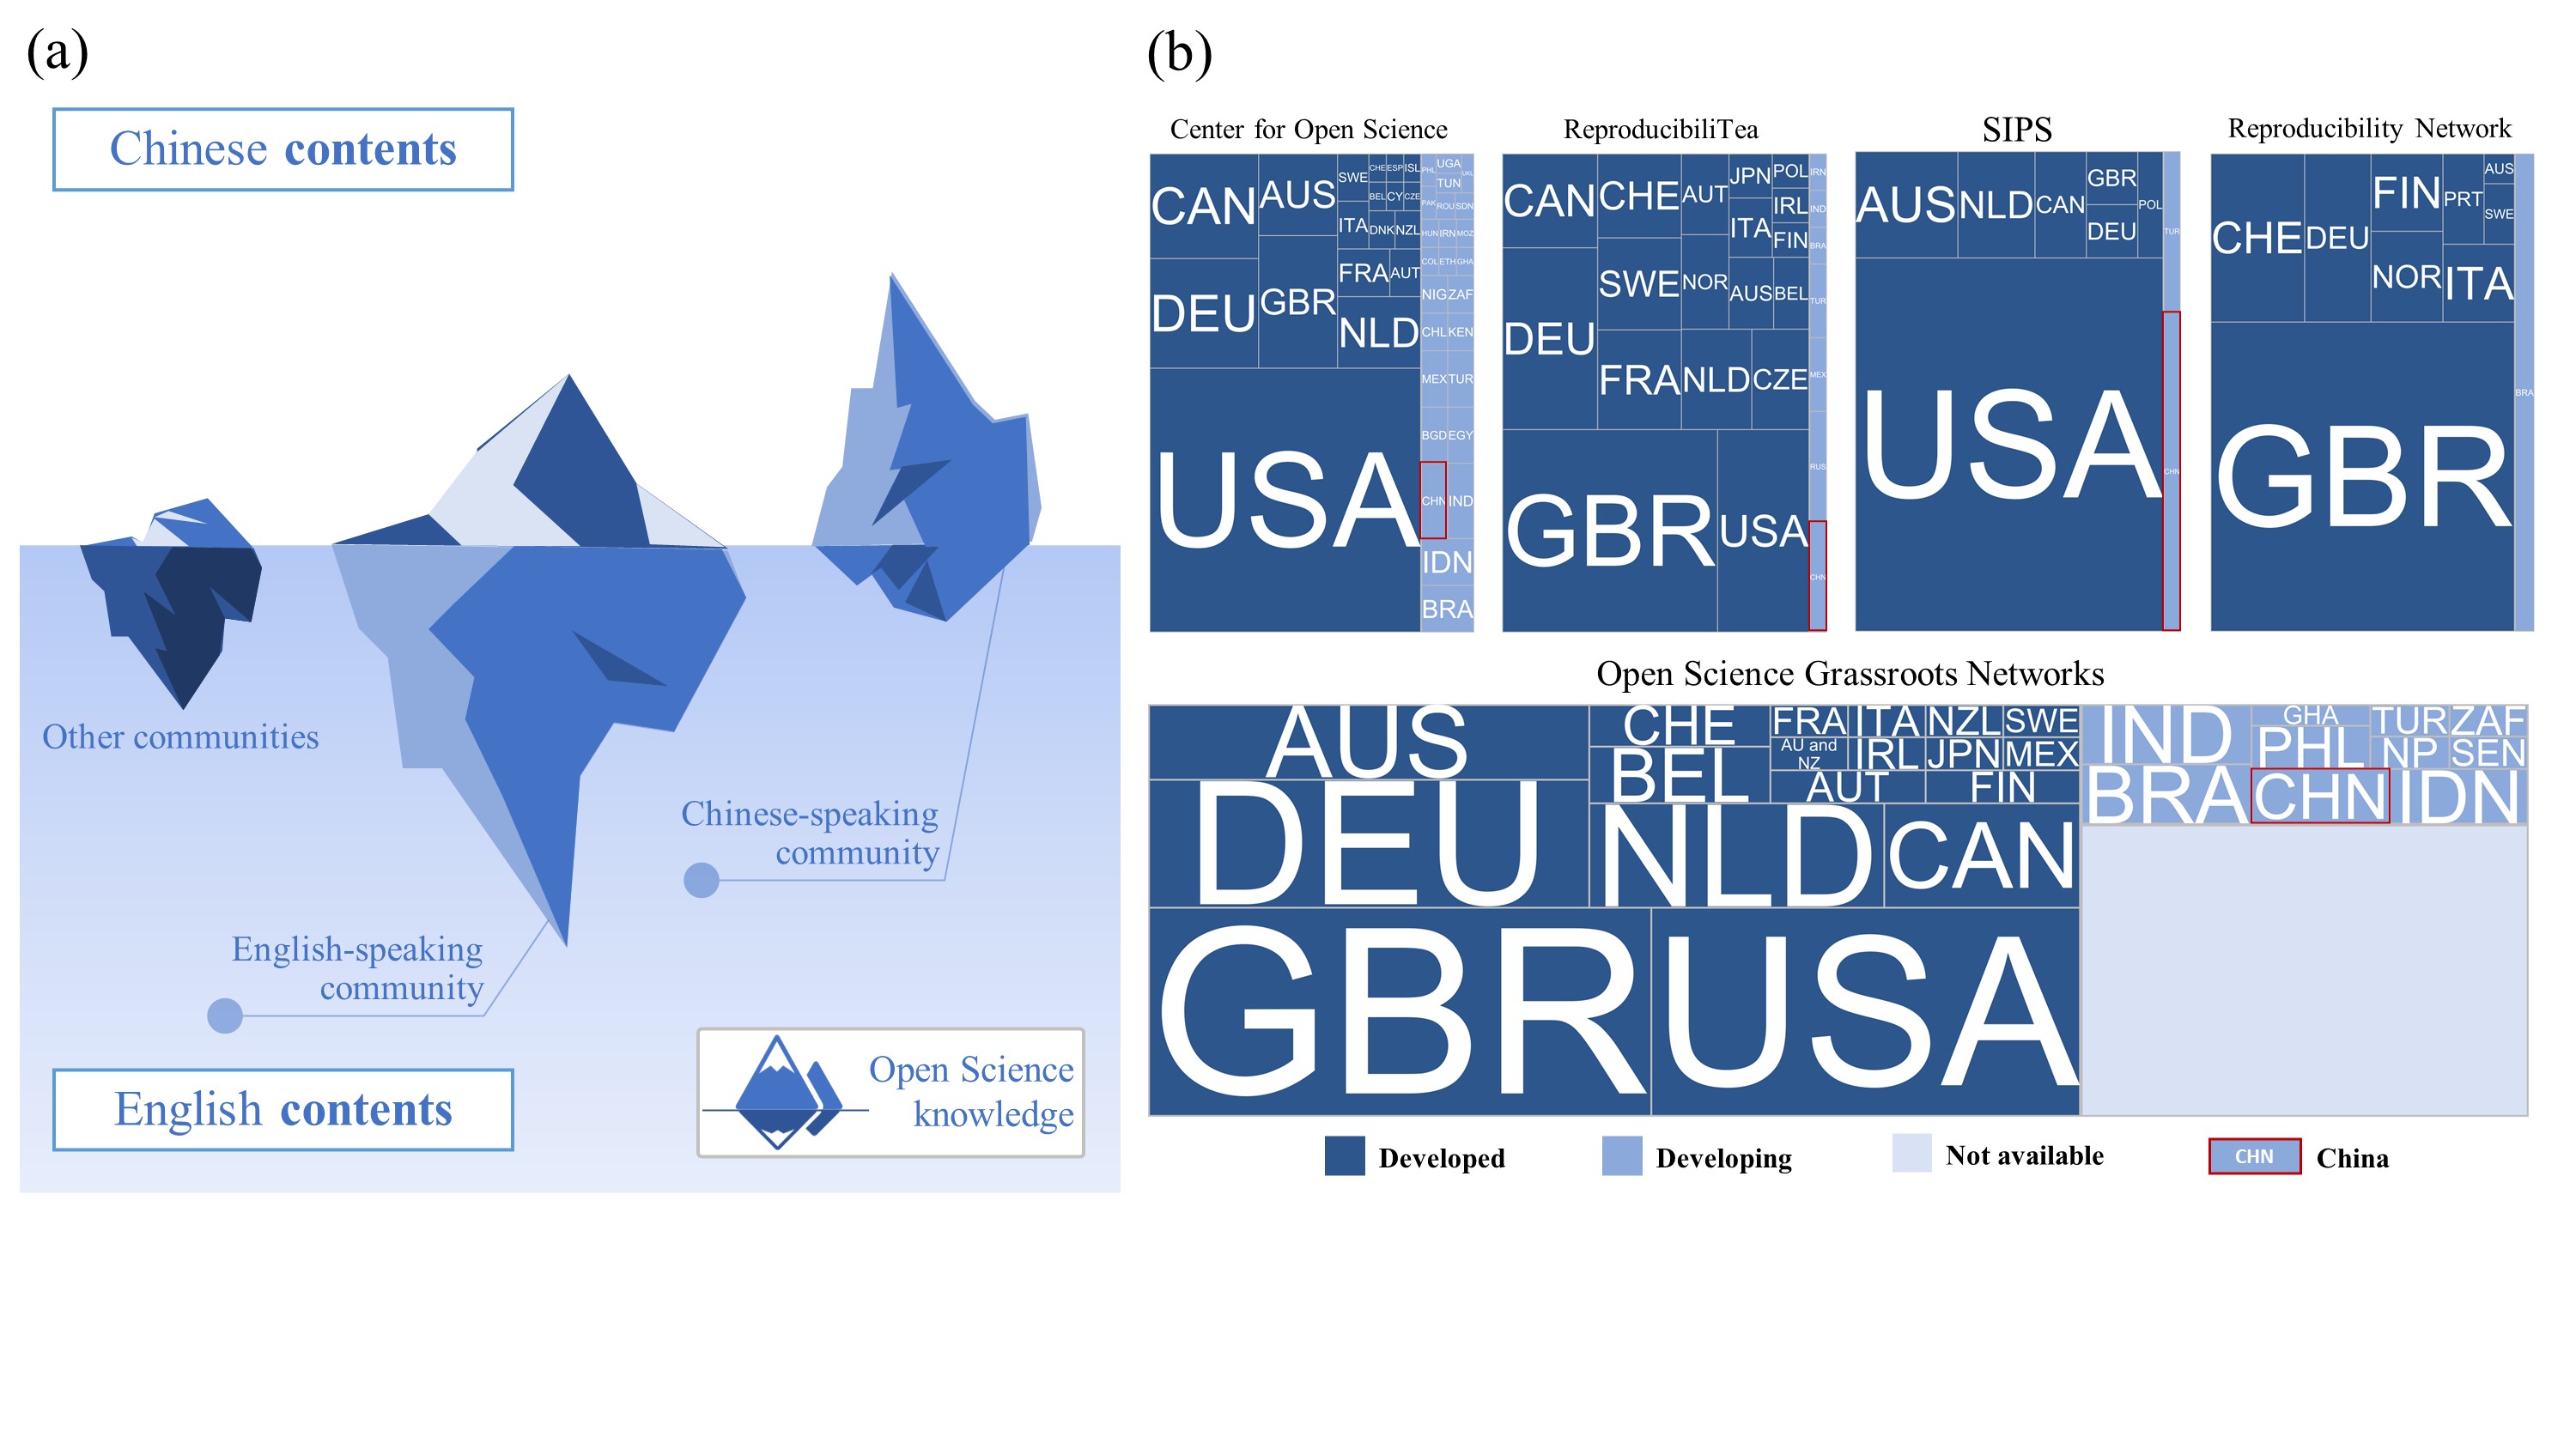 (a)
Chinese contents
Other communities
Chinese-speaking
community
English-speaking
community
English contents
Open Science
knowledge
(b)
Center for Open Science
CAN
AUS
SWE
CHE
ESP
ISL
BEL
CY
CZE
ITA
DNK
NZL
DEU
GBR
FRA
AUT
NLD
USA
PHL
UGA
TUN
PAK
ROU
SDN
HUN
IRN
MOZ
COL
ETH
GHA
NIG
ZAF
CHL
KEN
MEX
TUR
BGD
EGY
CHN
IND
IDN
BRA
ReproducibiliTea
CAN
CHE
AUT
JPN
POL
IRL
ITA
FIN
DEU
SWE
NOR
AUS
BEL
FRA
NLD
CZE
GBR
USA
IRN
IND
BRA
TUR
MEX
RUS
CHN
SIPS
AUS
NLD
CAN
GBR
DEU
POL
USA
TUR
CHN
Reproducibility Network
CHE
DEU
FIN
PRT
AUS
SWE
NOR
ITA
GBR
BRA
Open Science Grassroots Networks
AUS
DEU
GBR
USA
CHE
BEL
NLD
CAN
FRA
ITA
NZL
SWE
AU and
NZ
IRL
JPN
MEX
AUT
FIN
IND
GHA
TUR
ZAF
PHL
NP
SEN
BRA
CHN
IDN
Developed
Developing
Not available
CHN
China